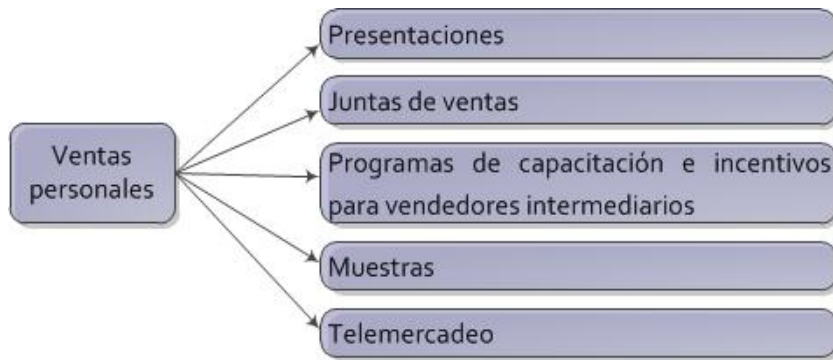 Ventas
personales
Presentaciones
Juntas de ventas
Programas de capacitación e incentivos
para vendedores intermediarios
Muestras
Telemercadeo